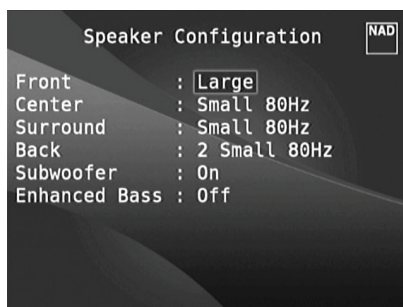 Speaker Configuration
NAD
Front : Large
Center : Small 80Hz
Surround : Small 80Hz
Back : 2 Small 80Hz
Subwoofer : On
Enhanced Bass : Off